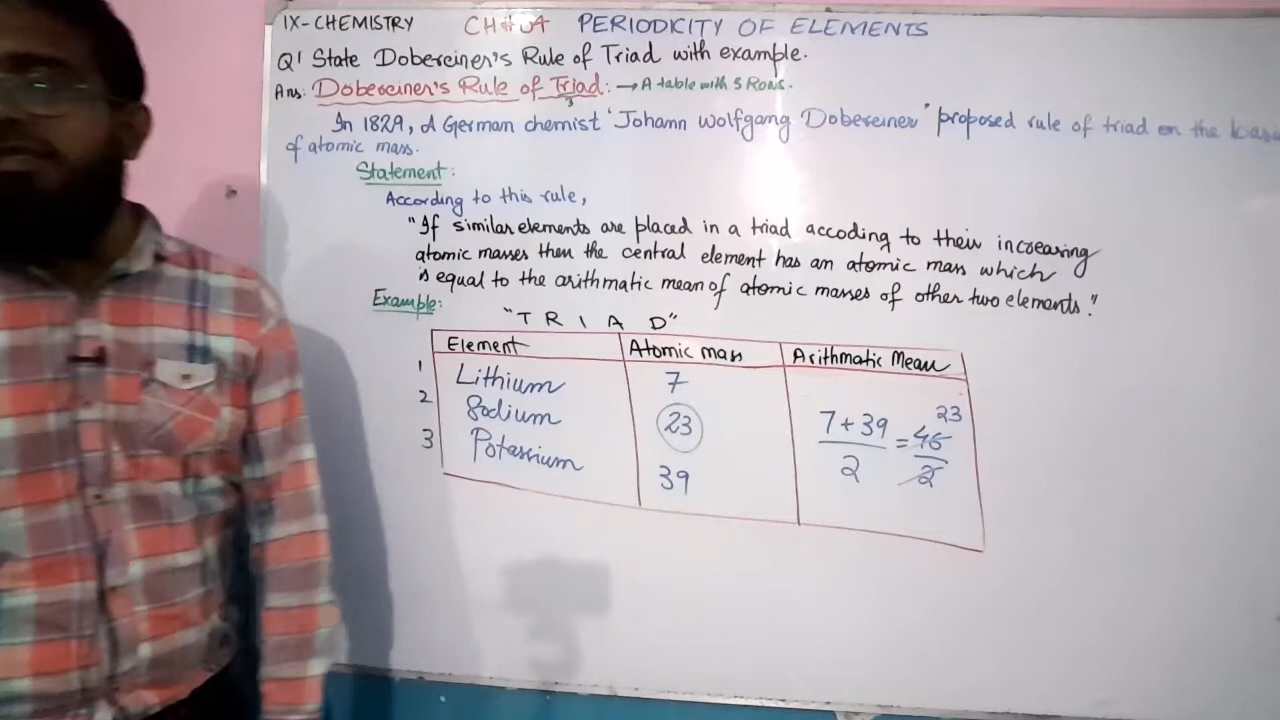 IX-CHEMISTRY CH#04 PERIODICITY OF ELEMENTS
Q1 State Dobereiner's Rule of Triad with example.
Ans: Dobereiner's Rule of Triad: → A table with 3 Rows.
3
In 1829, A German chemist 'Johann Wolfgang Dobereiner' proposed rule of triad on the
of atomic mass.
Statement:
According to this rule,
"If similar elements are placed in a triad accoding to their increasing
atomic masses then the central element has an atomic mass which
is equal to the arithmatic mean of atomic masses of other two elements."
Example:
"T R I A D"
Element Atomic mass Arithmatic Mean
1 Lithium 7
2 Sodium 23 7+39/2 = 46/2 23
3 Potassium 39